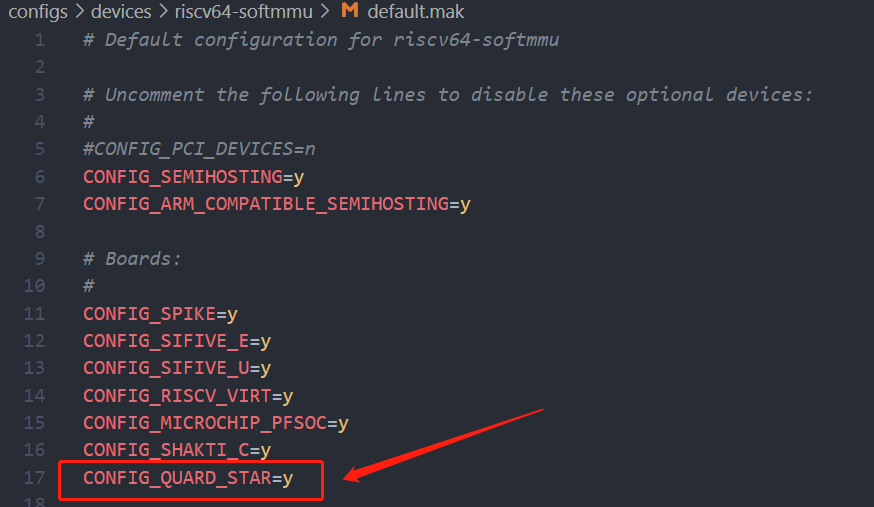 configs > devices > riscv64-softmmu > M default.mak
1 # Default configuration for riscv64-softmmu
2
3 # Uncomment the following lines to disable these optional devices:
4 #
5 #CONFIG_PCI_DEVICES=n
6 CONFIG_SEMIHOSTING=y
7 CONFIG_ARM_COMPATIBLE_SEMIHOSTING=y
8
9 # Boards:
10 #
11 CONFIG_SPIKE=y
12 CONFIG_SIFIVE_E=y
13 CONFIG_SIFIVE_U=y
14 CONFIG_RISCV_VIRT=y
15 CONFIG_MICROCHIP_PFSOC=y
16 CONFIG_SHAKTI_C=y
17 CONFIG_QUARD_STAR=y
18